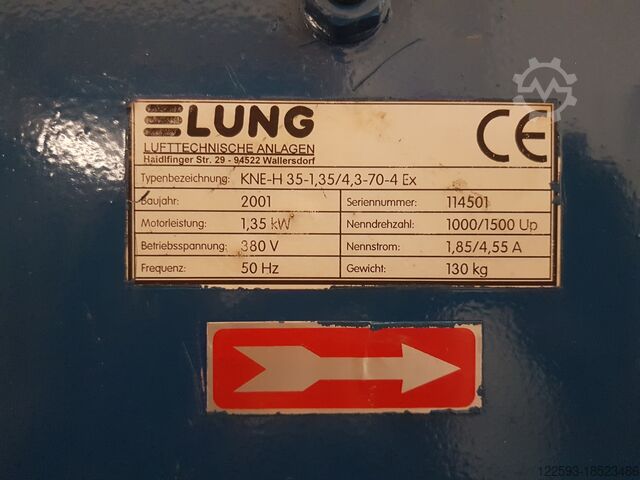 ELUNG
LUFTTECHNISCHE ANLAGEN
Haidlfinger Str. 29 - 94522 Wallersdorf
CE
Typenbezeichnung: KNE-H 35-1,35/4,3-70-4 Ex
Baujahr: 2001 Seriennummer: 114501
Motorleistung: 1,35 kW Nenndrehzahl: 1000/1500 Up
Betriebsspannung: 380 V Nennstrom: 1,85/4,55 A
Frequenz: 50 Hz Gewicht: 130 kg
122593-18523486